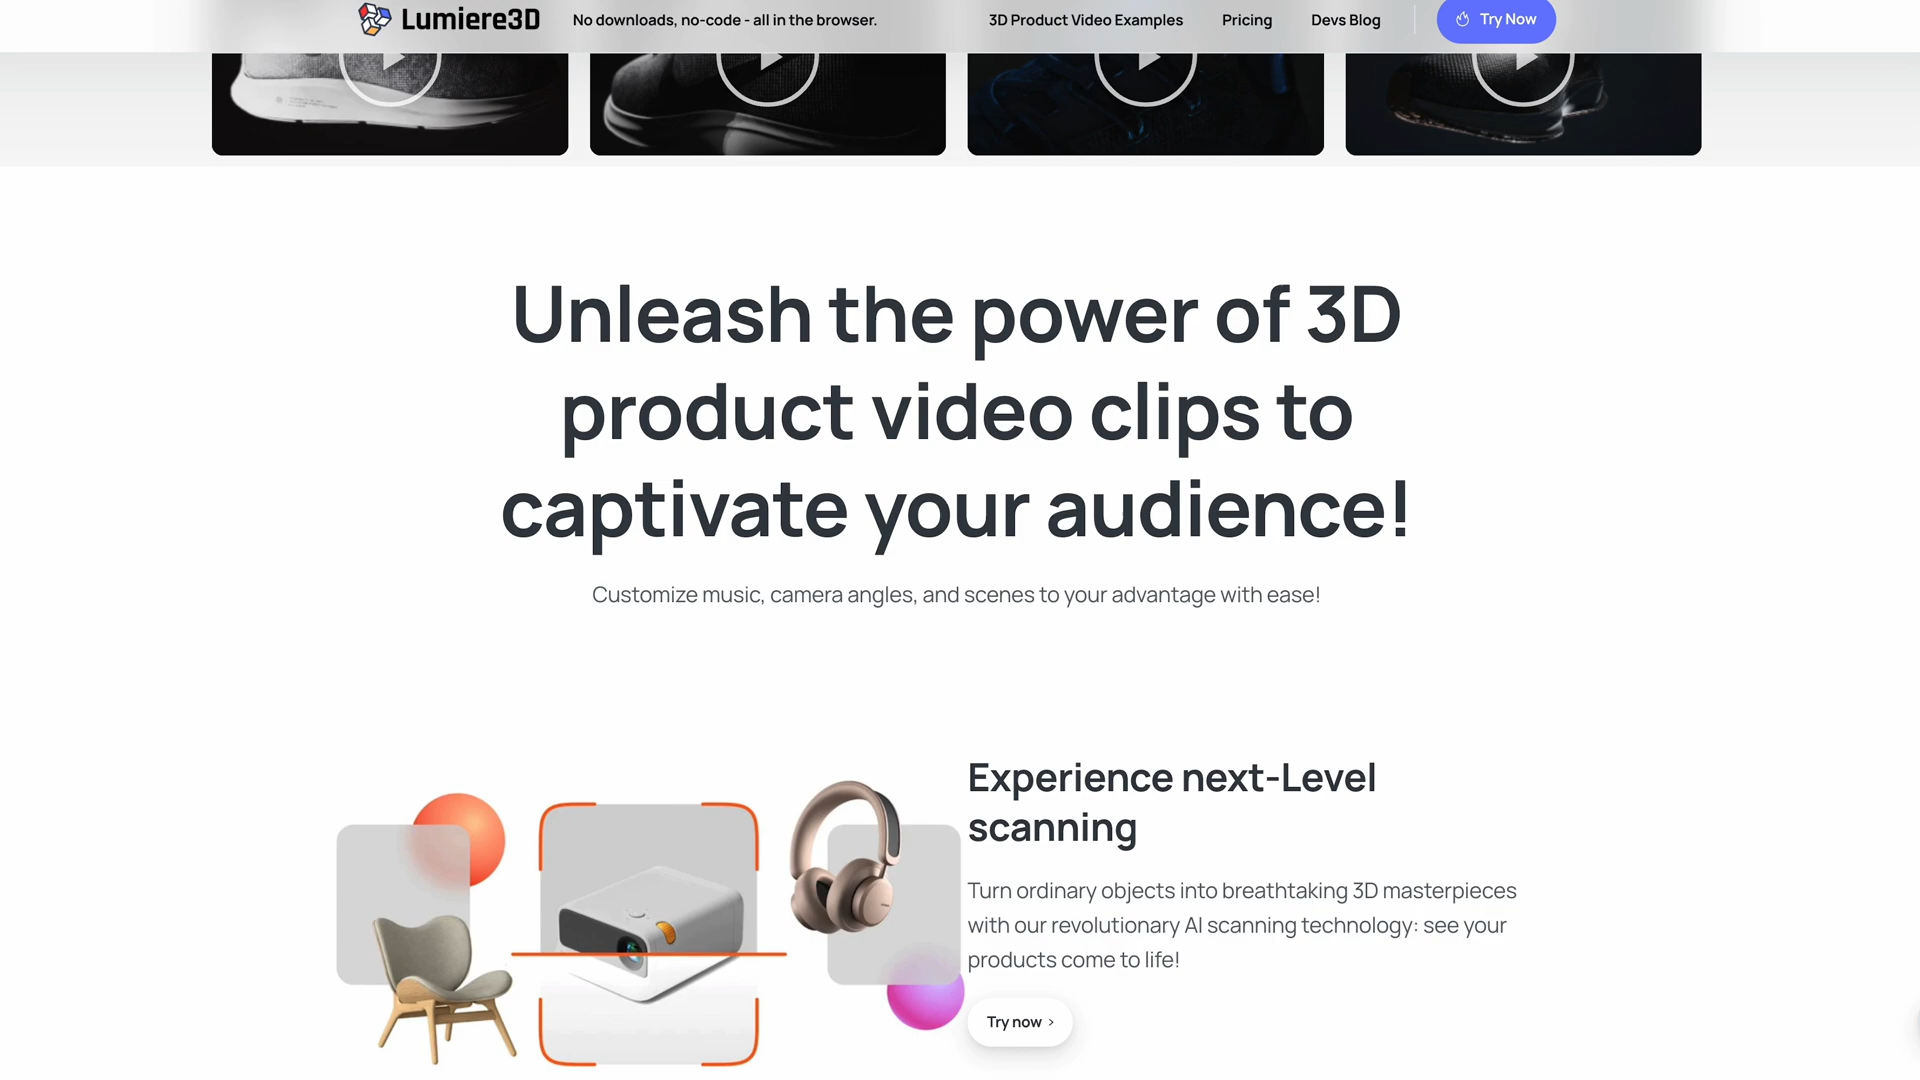 Lumiere3D
No downloads, no-code - all in the browser.
3D Product Video Examples
Pricing
Devs Blog
Try Now
Unleash the power of 3D
product video clips to
captivate your audience!
Customize music, camera angles, and scenes to your advantage with ease!
Experience next-Level
scanning
Turn ordinary objects into breathtaking 3D masterpieces
with our revolutionary AI scanning technology: see your
products come to life!
Try now >